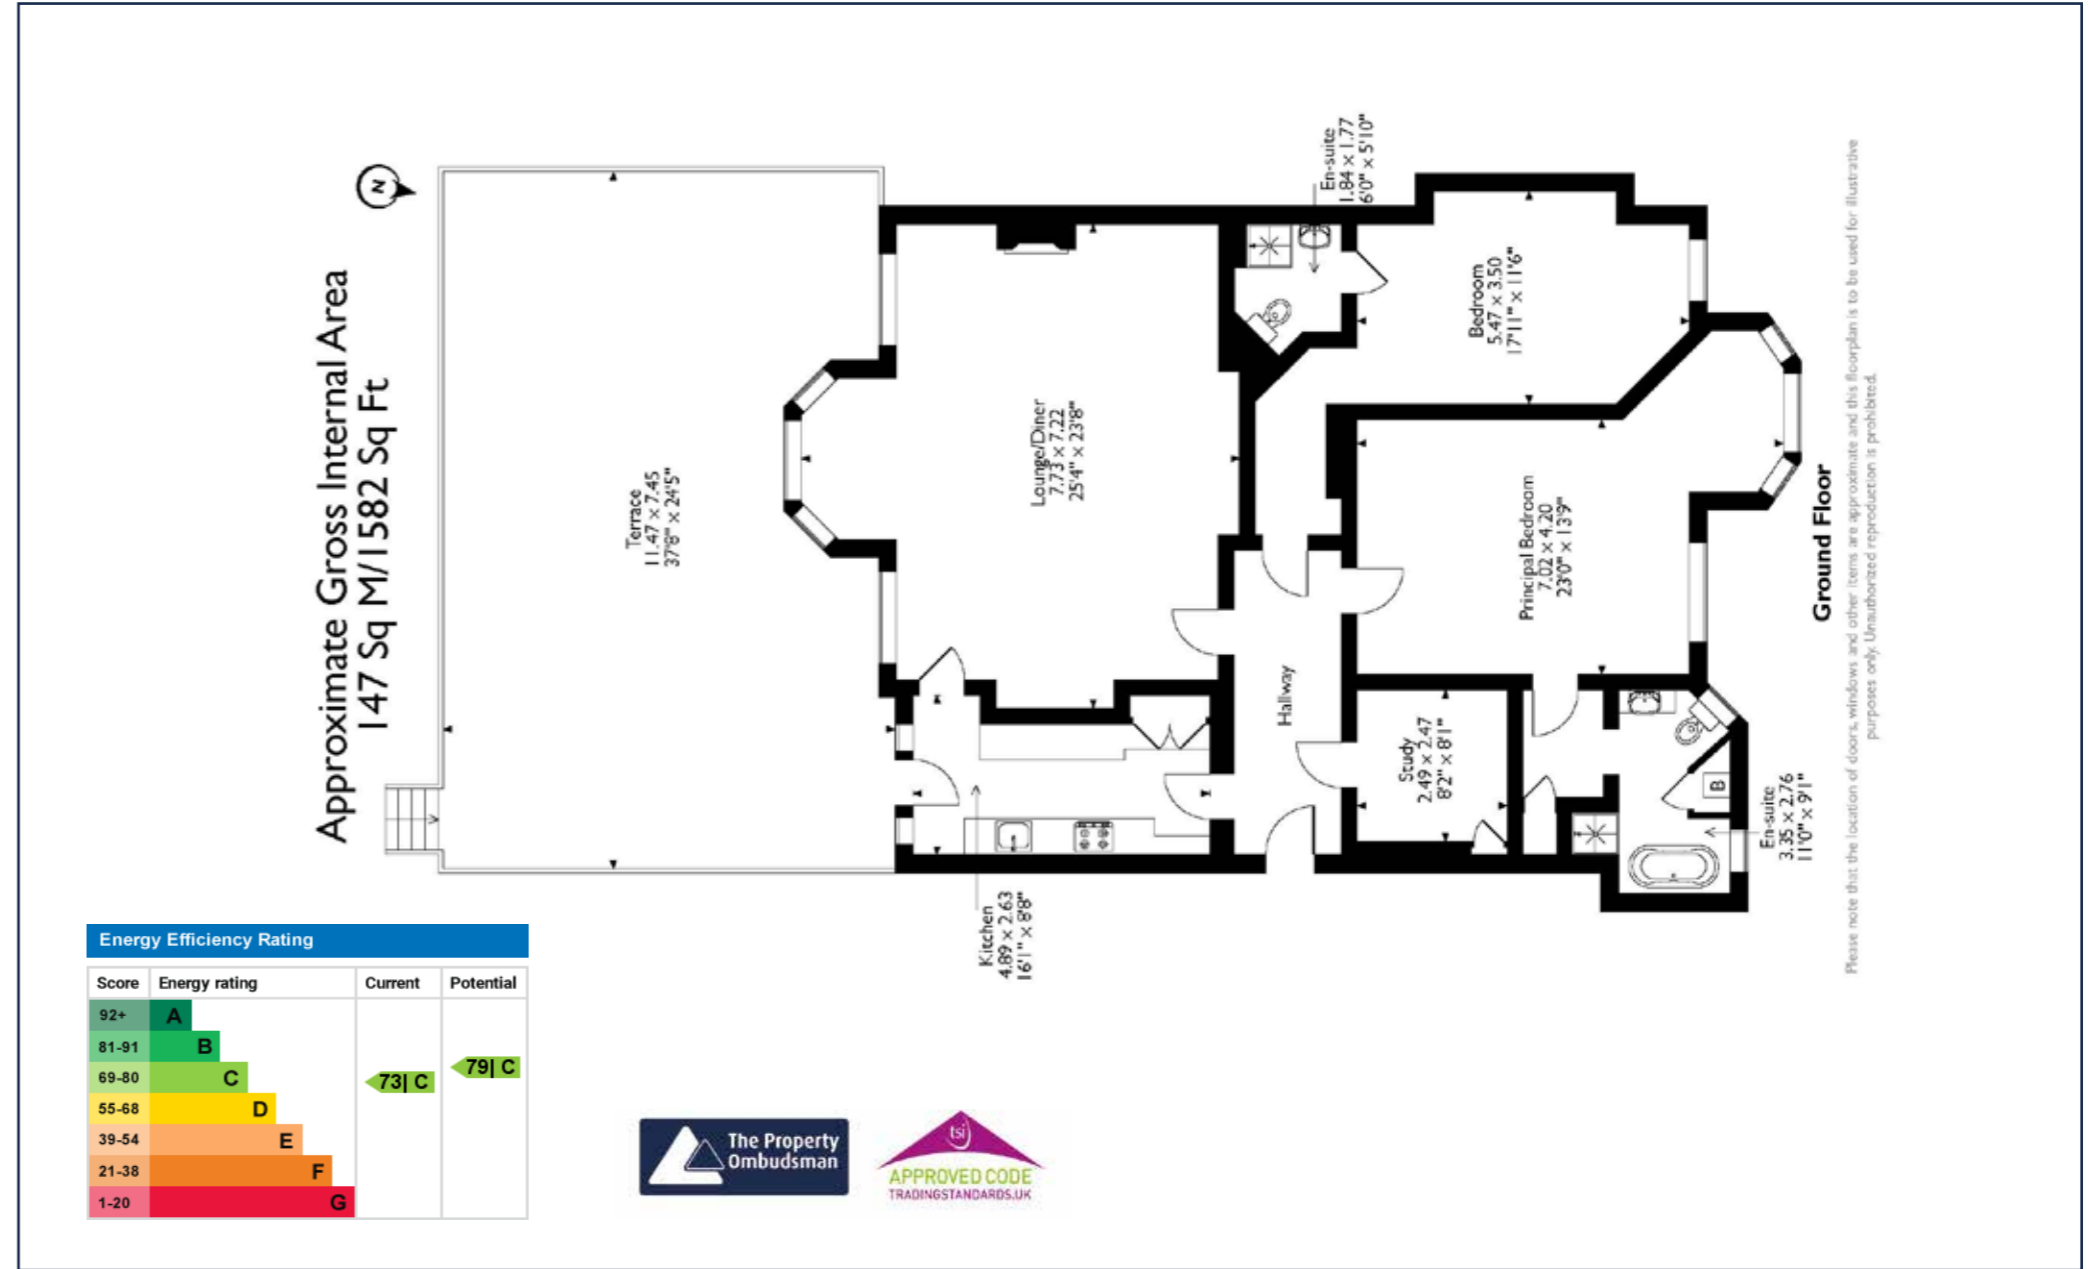 Approximate Gross Internal Area
147 Sq M/1582 Sq Ft
N
Terrace
11.47 x 7.45
37'8" x 24'5"
Lounge/Diner
7.73 x 7.22
25'4" x 23'8"
En-suite
1.84 x 1.77
6'0" x 5'10"
Bedroom
5.47 x 3.50
17'11" x 11'6"
Principal Bedroom
7.02 x 4.20
23'0" x 13'9"
Hallway
Study
2.49 x 2.47
8'2" x 8'1"
B
En-suite
3.35 x 2.76
11'0" x 9'1"
Kitchen
4.89 x 2.63
16'1" x 8'8"
Ground Floor
Please note that the location of doors, windows and other items are approximate and this floorplan is to be used for illustrative
purposes only. Unauthorized reproduction is prohibited.
Energy Efficiency Rating
Score Energy rating Current Potential
92+ A
81-91 B
69-80 C 73| C 79| C
55-68 D
39-54 E
21-38 F
1-20 G
The Property
Ombudsman
tsi
APPROVED CODE
TRADINGSTANDARDS.UK